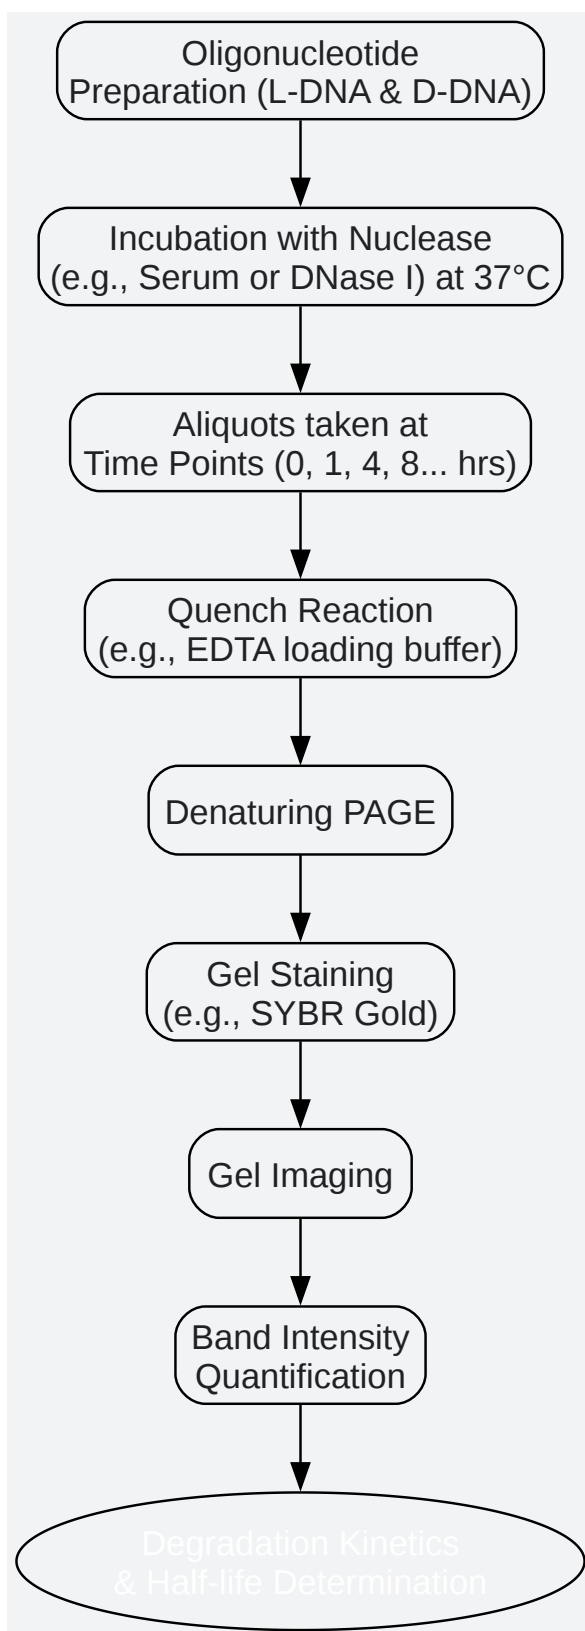 Oligonucleotide
Preparation (L-DNA & D-DNA)
Incubation with Nuclease
(e.g., Serum or DNase I) at 37°C
Aliquots taken at
Time Points (0, 1, 4, 8... hrs)
Quench Reaction
(e.g., EDTA loading buffer)
Denaturing PAGE
Gel Staining
(e.g., SYBR Gold)
Gel Imaging
Band Intensity
Quantification
Degradation Kinetics
& Half-life Determination